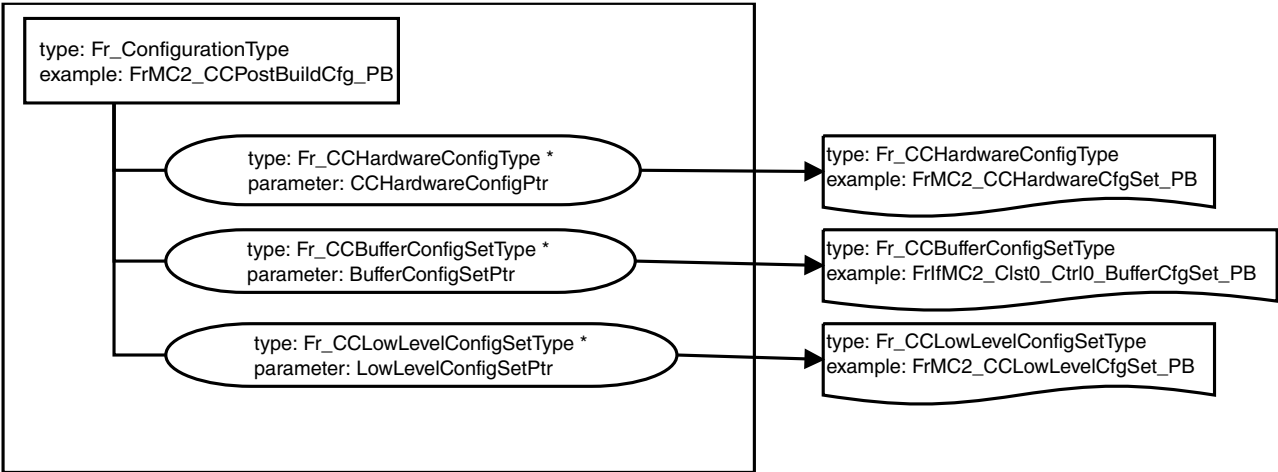 type: Fr_ConfigurationType
example: FrMC2_CCPostBuildCfg_PB
type: Fr_CCHardwareConfigType *
parameter: CCHardwareConfigPtr
type: Fr_CCHardwareConfigType
example: FrMC2_CCHardwareCfgSet_PB
type: Fr_CCBufferConfigSetType *
parameter: BufferConfigSetPtr
type: Fr_CCBufferConfigSetType
example: FrIfMC2_Clst0_Ctrl0_BufferCfgSet_PB
type: Fr_CCLowLevelConfigSetType *
parameter: LowLevelConfigSetPtr
type: Fr_CCLowLevelConfigSetType
example: FrMC2_CCLowLevelCfgSet_PB